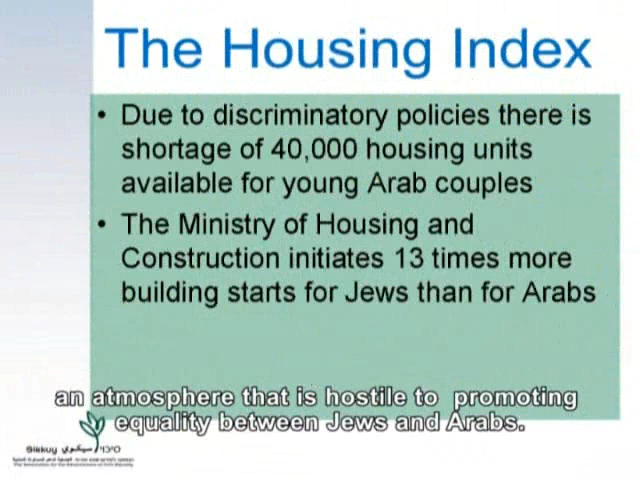 The Housing Index
• Due to discriminatory policies there is
shortage of 40,000 housing units
available for young Arab couples
• The Ministry of Housing and
Construction initiates 13 times more
building starts for Jews than for Arabs
an atmosphere that is hostile to promoting
equality between Jews and Arabs.
Sikkuy سيكوي סיכוי